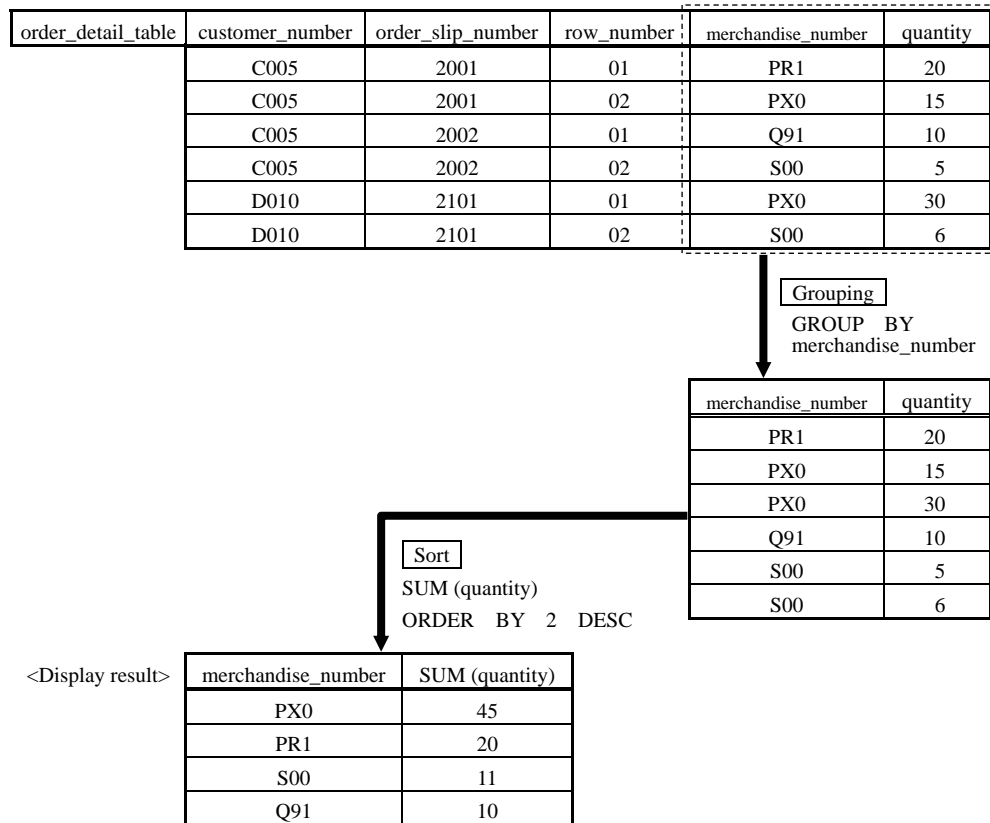 order_detail_table customer_number order_slip_number row_number merchandise_number quantity
C005 2001 01 PR1 20
C005 2001 02 PX0 15
C005 2002 01 Q91 10
C005 2002 02 S00 5
D010 2101 01 PX0 30
D010 2101 02 S00 6
Grouping
GROUP BY
merchandise_number
merchandise_number quantity
PR1 20
PX0 15
PX0 30
Q91 10
S00 5
S00 6
Sort
SUM (quantity)
ORDER BY 2 DESC
<Display result> merchandise_number SUM (quantity)
PX0 45
PR1 20
S00 11
Q91 10